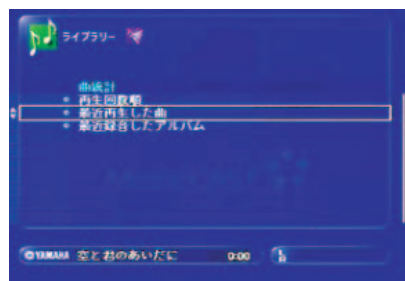 ライブラリー
曲統計
再生回数順
最近再生した曲
最近録音したアルバム
YAMAHA 空と君のあいだに 0:00 L
R